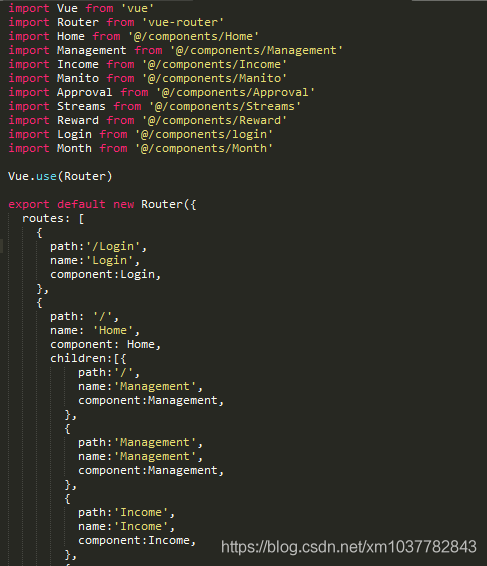 import Vue from 'vue'
import Router from 'vue-router'
import Home from '@/components/Home'
import Management from '@/components/Management'
import Income from '@/components/Income'
import Manito from '@/components/Manito'
import Approval from '@/components/Approval'
import Streams from '@/components/Streams'
import Reward from '@/components/Reward'
import Login from '@/components/login'
import Month from '@/components/Month'

Vue.use(Router)

export default new Router({
  routes: [
    {
      path:'/Login',
      name:'Login',
      component:Login,
    },
    {
      path: '/',
      name: 'Home',
      component: Home,
      children:[{
          path:'/',
          name:'Management',
          component:Management,
        },
        {
          path:'Management',
          name:'Management',
          component:Management,
        },
        {
          path:'Income',
          name:'Income',
          component:Income,
        },
https://blog.csdn.net/xm1037782843